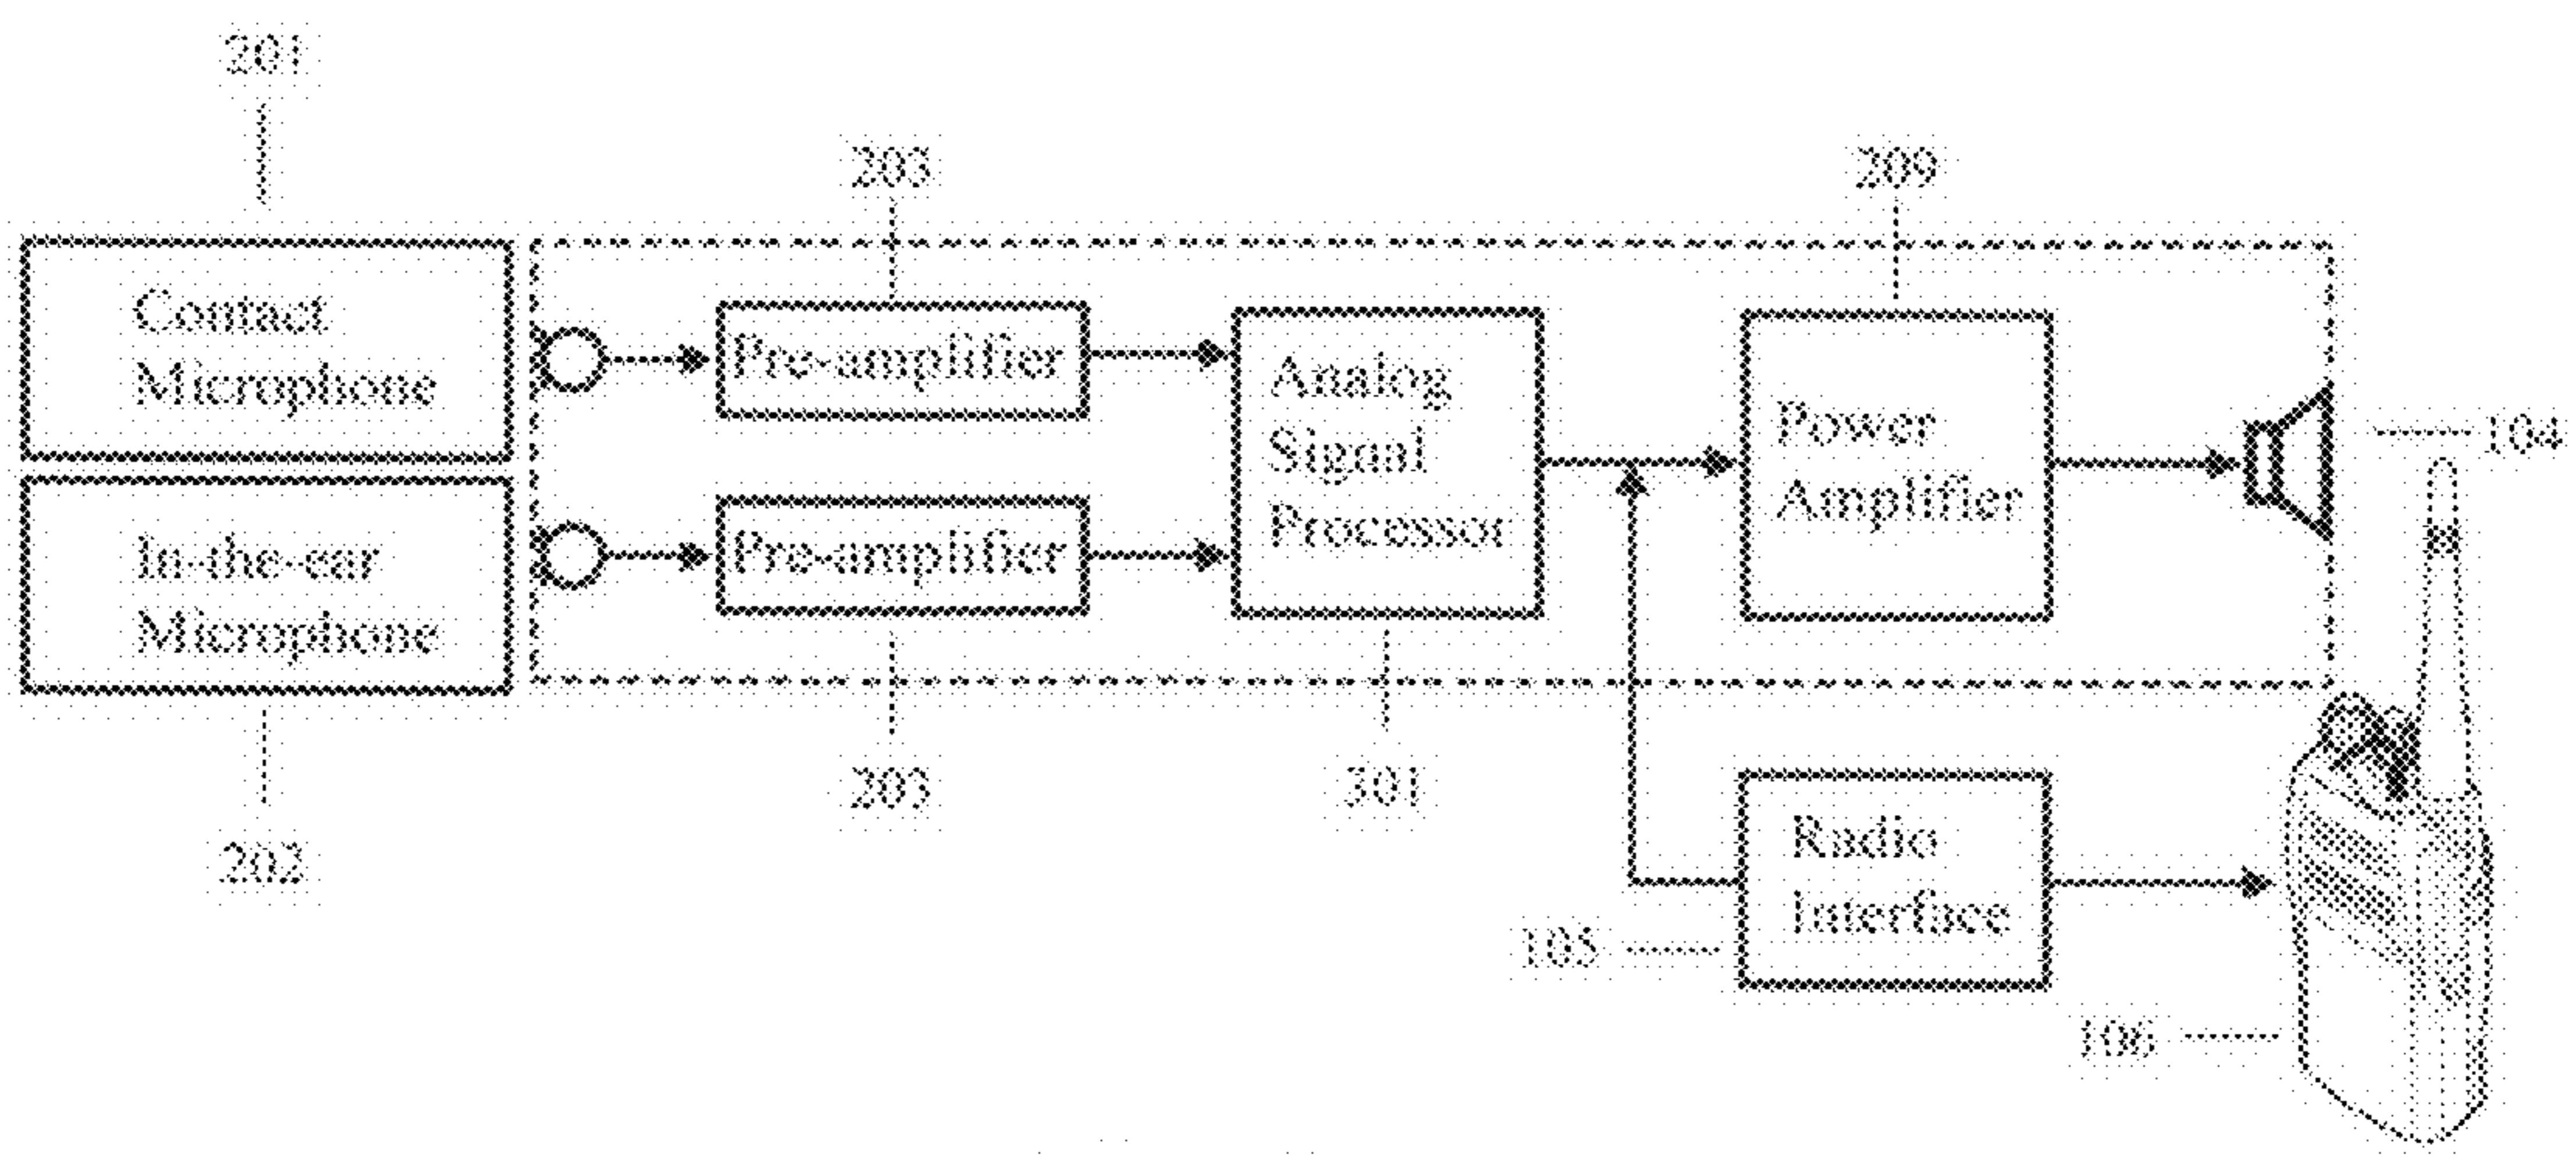 201
203
209
Contact
Microphone
Pre-amplifier
Analog
Signal
Processor
Power
Amplifier
104
In-the-ear
Microphone
Pre-amplifier
203
301
202
Radio
Interface
105
106